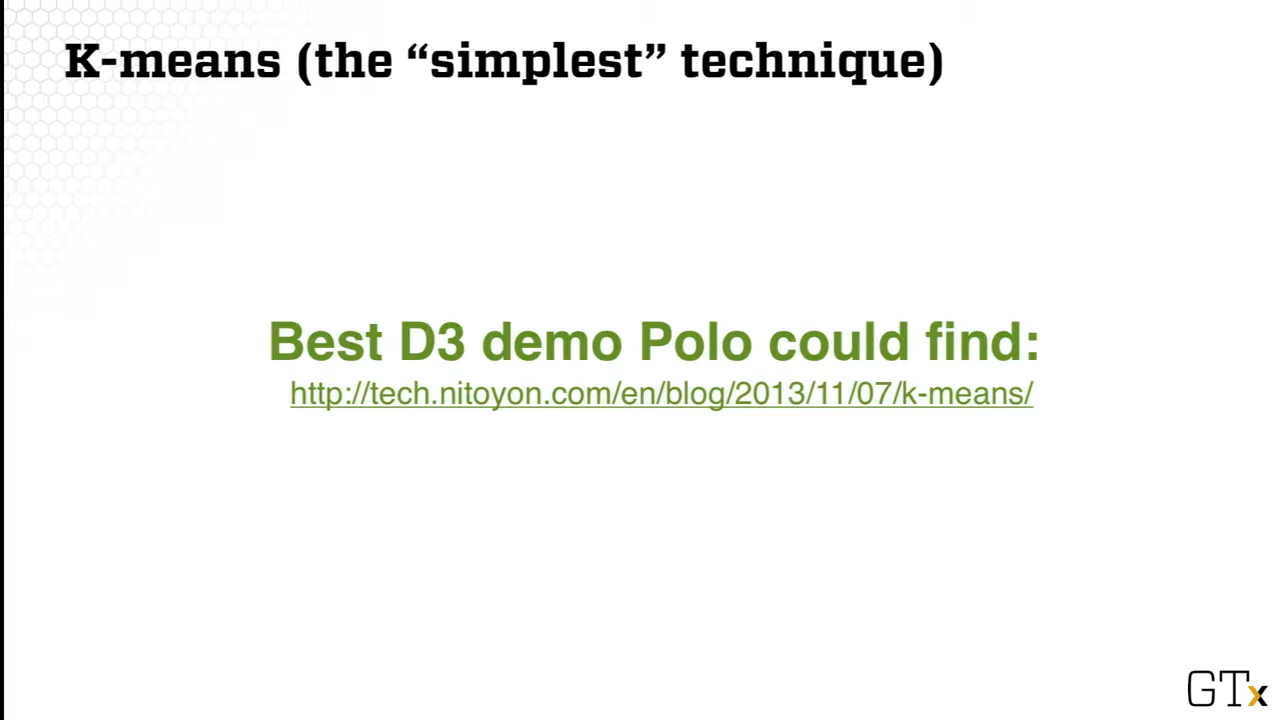 K-means (the “simplest” technique)
Best D3 demo Polo could find:
http://tech.nitoyon.com/en/blog/2013/11/07/k-means/
GTx